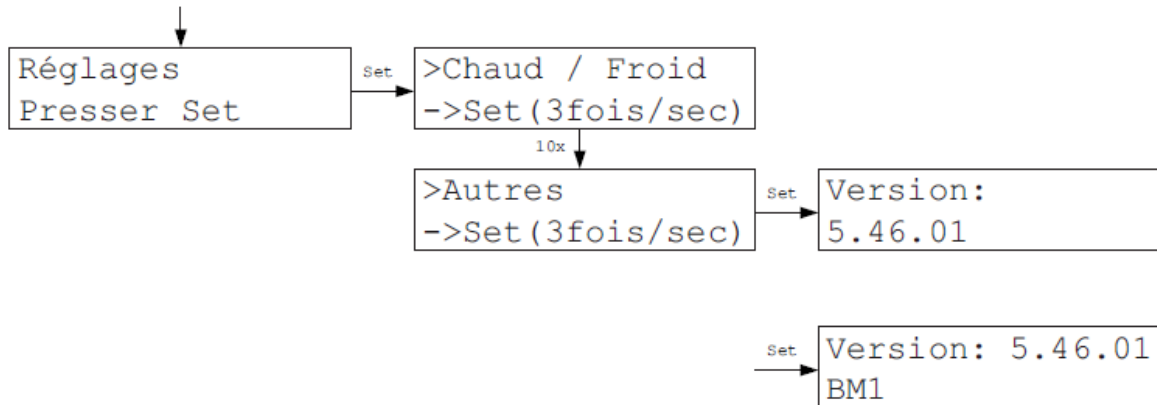 Réglages
Presser Set
Set
>Chaud / Froid
->Set(3fois/sec)
10x
>Autres
->Set(3fois/sec)
Set
Version:
5.46.01
Set
Version: 5.46.01
BM1